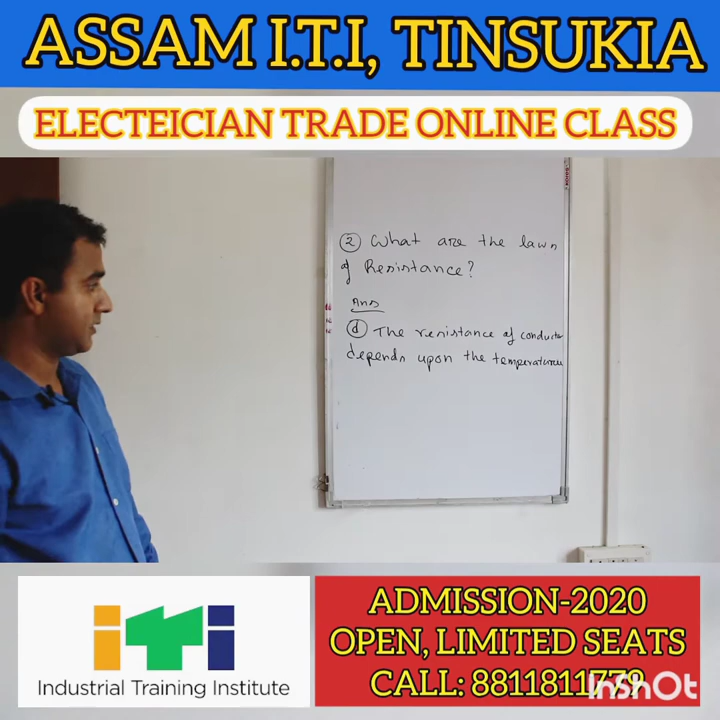 ASSAM I.T.I, TINSUKIA
ELECTEICIAN TRADE ONLINE CLASS
② What are the laws
of Resistance?
Ans
ⓓ The resistance of conductor
depends upon the temperature
iTi
Industrial Training Institute
ADMISSION-2020
OPEN, LIMITED SEATS
CALL: 8811811779
InShOt